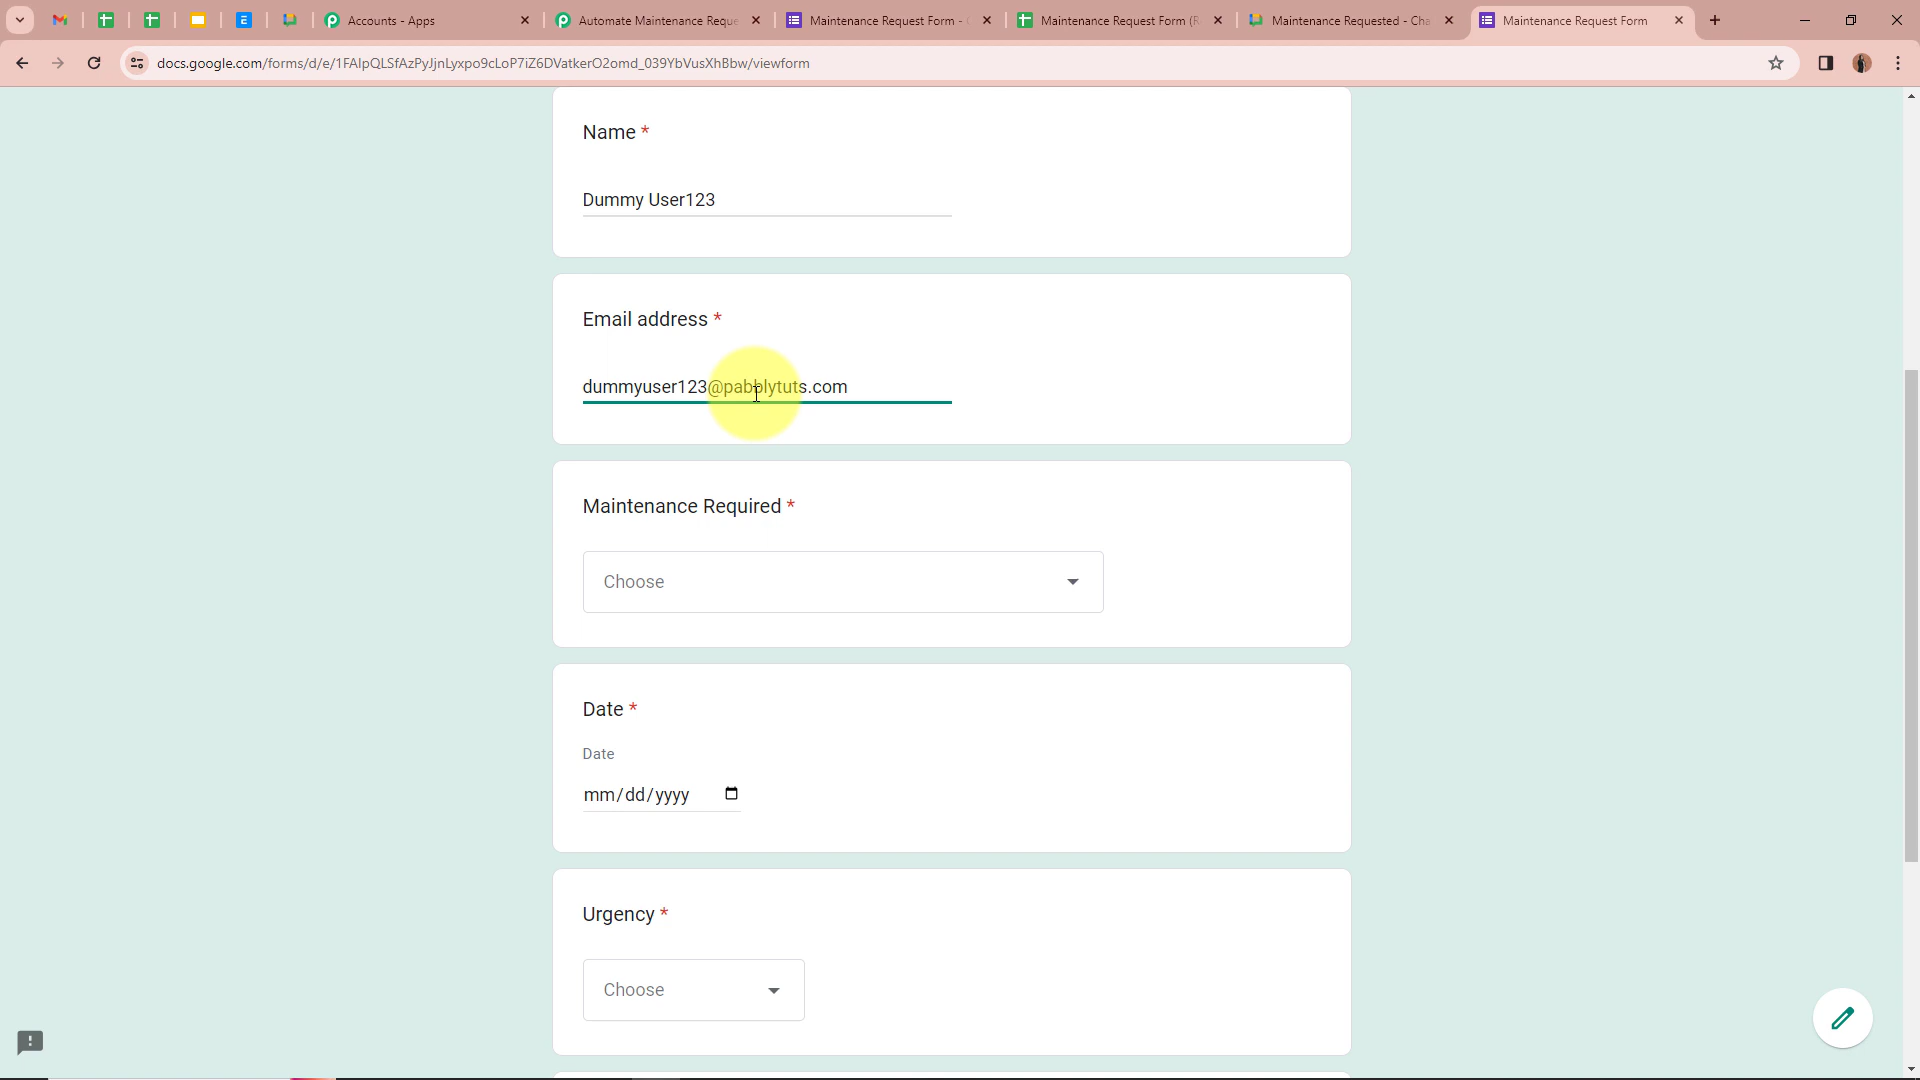 Accounts - Apps
Automate Maintenance Reque
Maintenance Request Form -
Maintenance Request Form (R
Maintenance Requested - Cha
Maintenance Request Form
docs.google.com/forms/d/e/1FAIpQLSfAzPyJjnLyxpo9cLoP7iZ6DVatkerO2omd_039YbVusXhBbw/viewform
Name *
Dummy User123
Email address *
dummyuser123@pabblytuts.com
Maintenance Required *
Choose
Date *
Date
mm/dd/yyyy
Urgency *
Choose